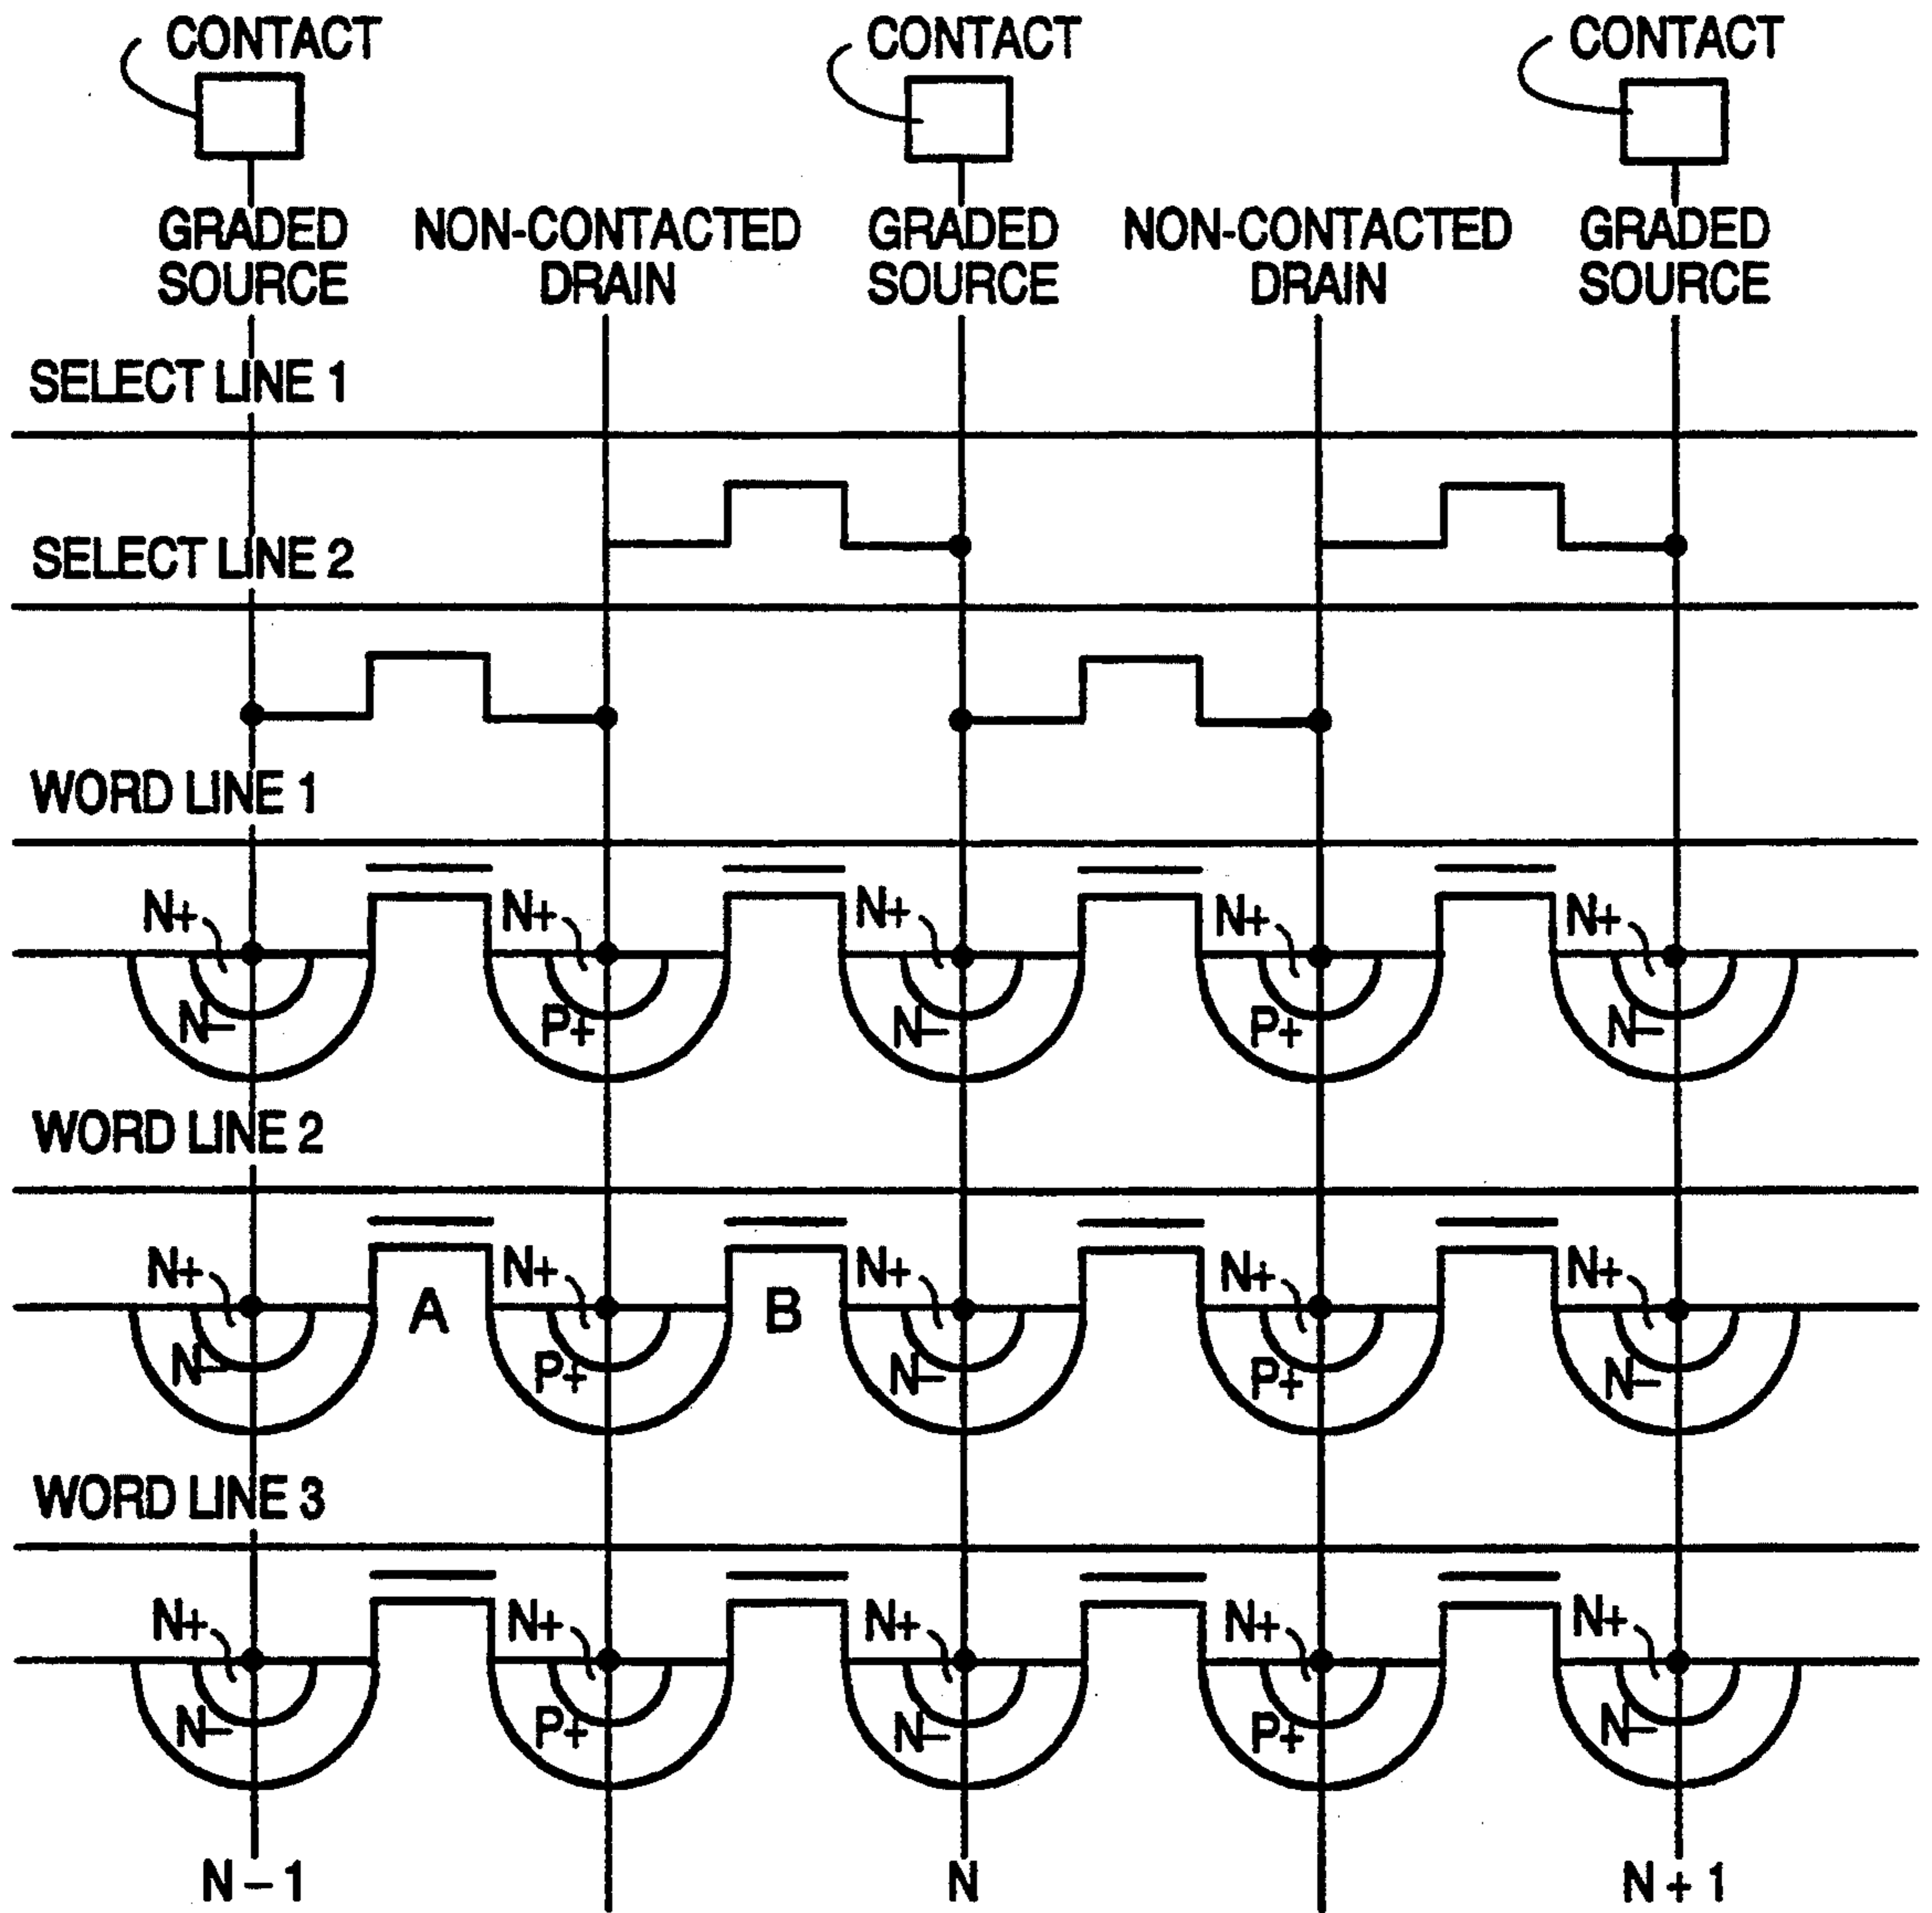 CONTACT CONTACT CONTACT
GRADED SOURCE NON-CONTACTED DRAIN GRADED SOURCE NON-CONTACTED DRAIN GRADED SOURCE
SELECT LINE 1
SELECT LINE 2
WORD LINE 1
N+ N+ N+ N+ N+
N- P+ N- P+ N-
WORD LINE 2
N+ N+ N+ N+ N+
A B
N- P+ N- P+ N-
WORD LINE 3
N+ N+ N+ N+ N+
N- P+ N- P+ N-
N-1 N N+1